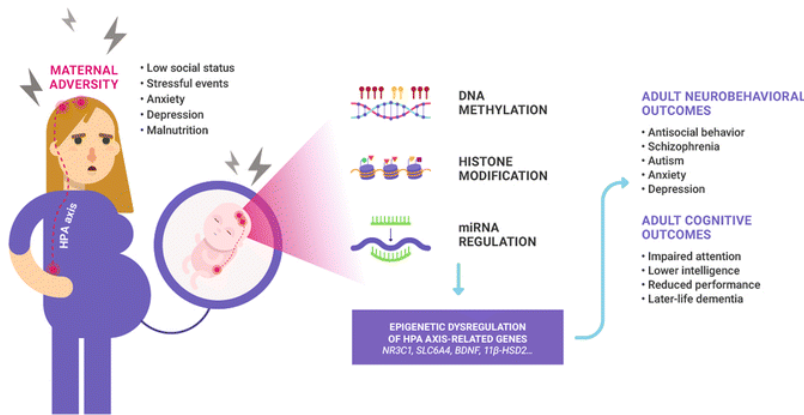 MATERNAL
ADVERSITY
• Low social status
• Stressful events
• Anxiety
• Depression
• Malnutrition
HPA axis
DNA
METHYLATION
HISTONE
MODIFICATION
miRNA
REGULATION
EPIGENETIC DYSREGULATION
OF HPA AXIS-RELATED GENES
NR3C1, SLC6A4, BDNF, 11β-HSD2...
ADULT NEUROBEHAVIORAL
OUTCOMES
• Antisocial behavior
• Schizophrenia
• Autism
• Anxiety
• Depression
ADULT COGNITIVE
OUTCOMES
• Impaired attention
• Lower intelligence
• Reduced performance
• Later-life dementia